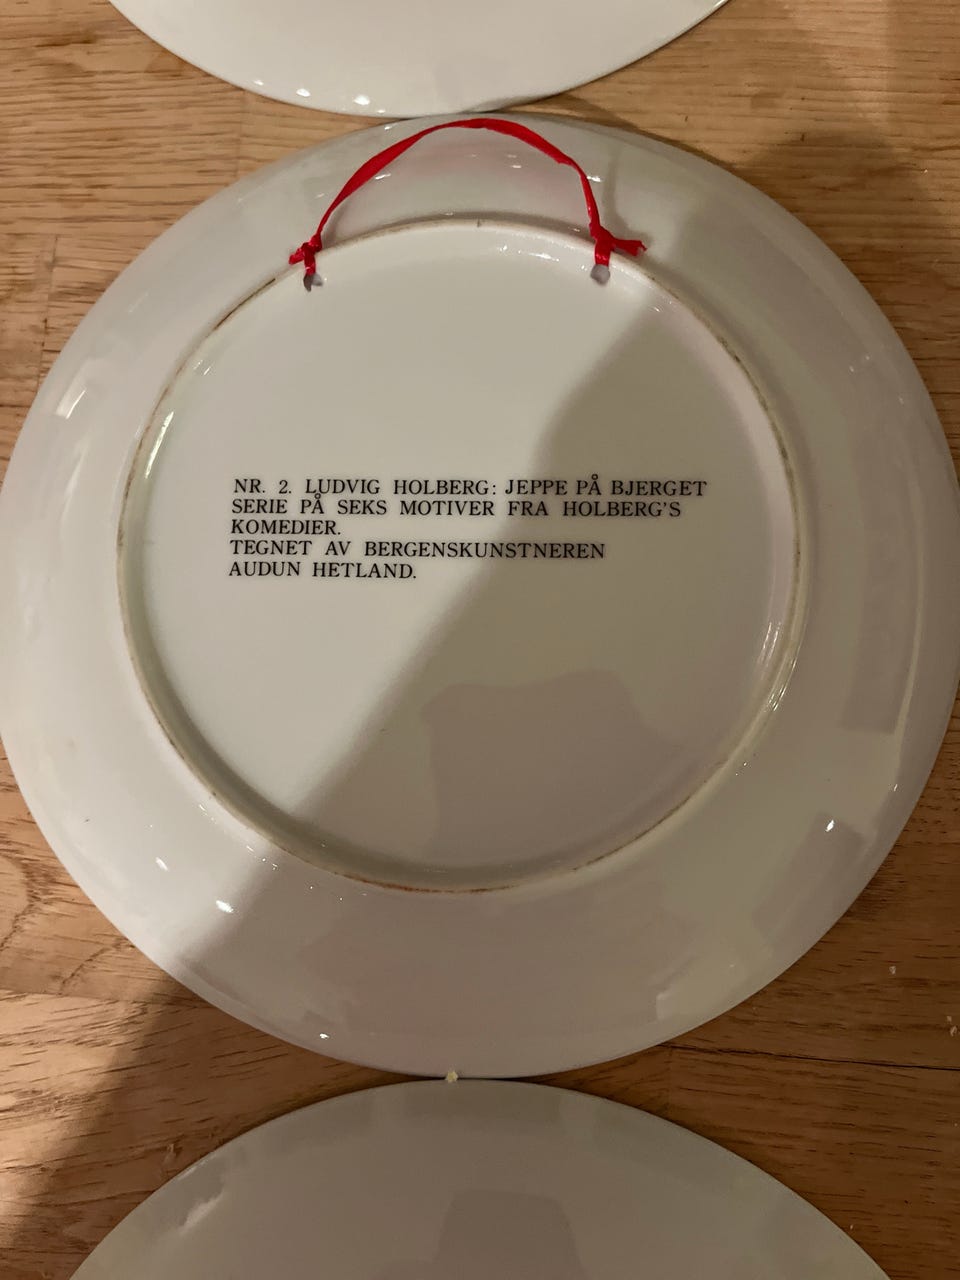 NR. 2. LUDVIG HOLBERG: JEPPE PÅ BJERGET
SERIE PÅ SEKS MOTIVER FRA HOLBERG'S
KOMEDIER.
TEGNET AV BERGENSKUNSTNEREN
AUDUN HETLAND.